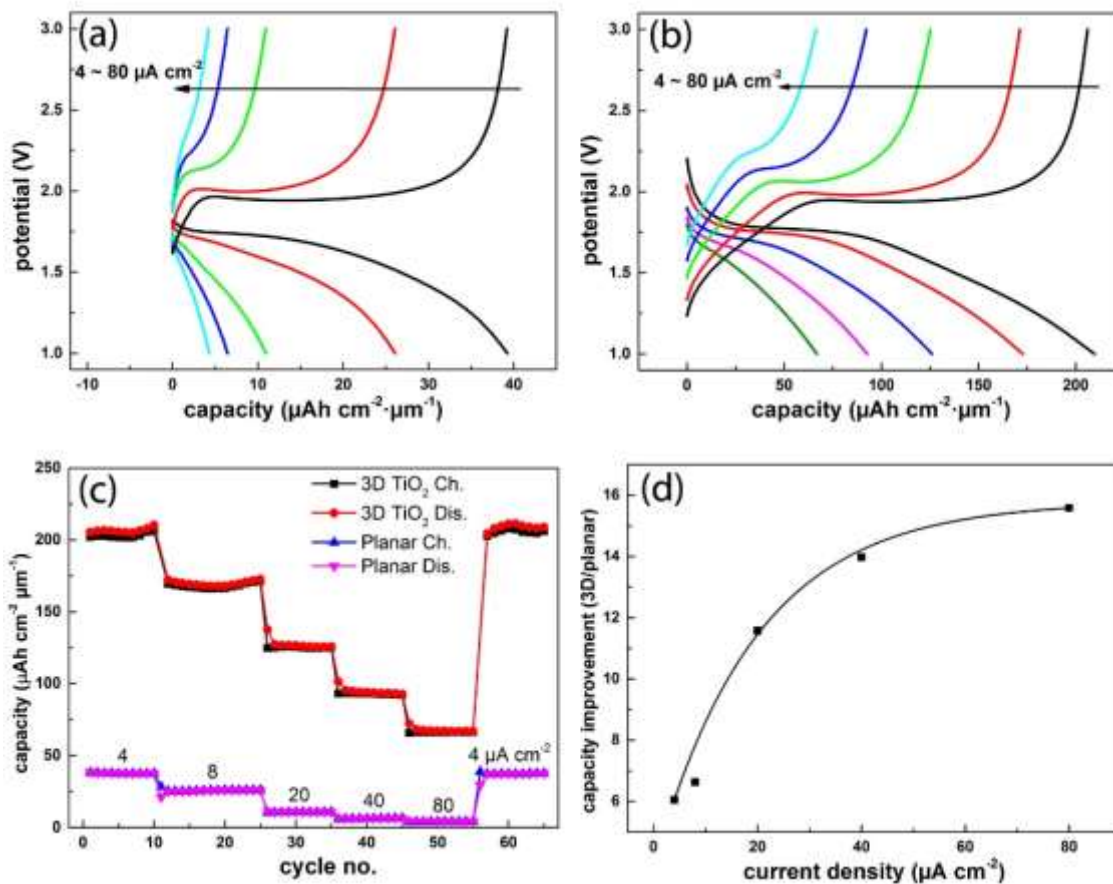 (a)
4 ~ 80 µA cm⁻²
potential (V)
3.0
2.5
2.0
1.5
1.0
-10 0 10 20 30 40
capacity (µAh cm⁻²·µm⁻¹)
(b)
4 ~ 80 µA cm⁻²
potential (V)
3.0
2.5
2.0
1.5
1.0
0 50 100 150 200
capacity (µAh cm⁻²·µm⁻¹)
(c)
3D TiO₂ Ch.
3D TiO₂ Dis.
Planar Ch.
Planar Dis.
capacity (µAh cm⁻² µm⁻¹)
250
200
150
100
50
0
4
8
20
40
80
4 µA cm⁻²
0 10 20 30 40 50 60
cycle no.
(d)
capacity improvement (3D/planar)
16
14
12
10
8
6
0 20 40 60 80
current density (µA cm⁻²)